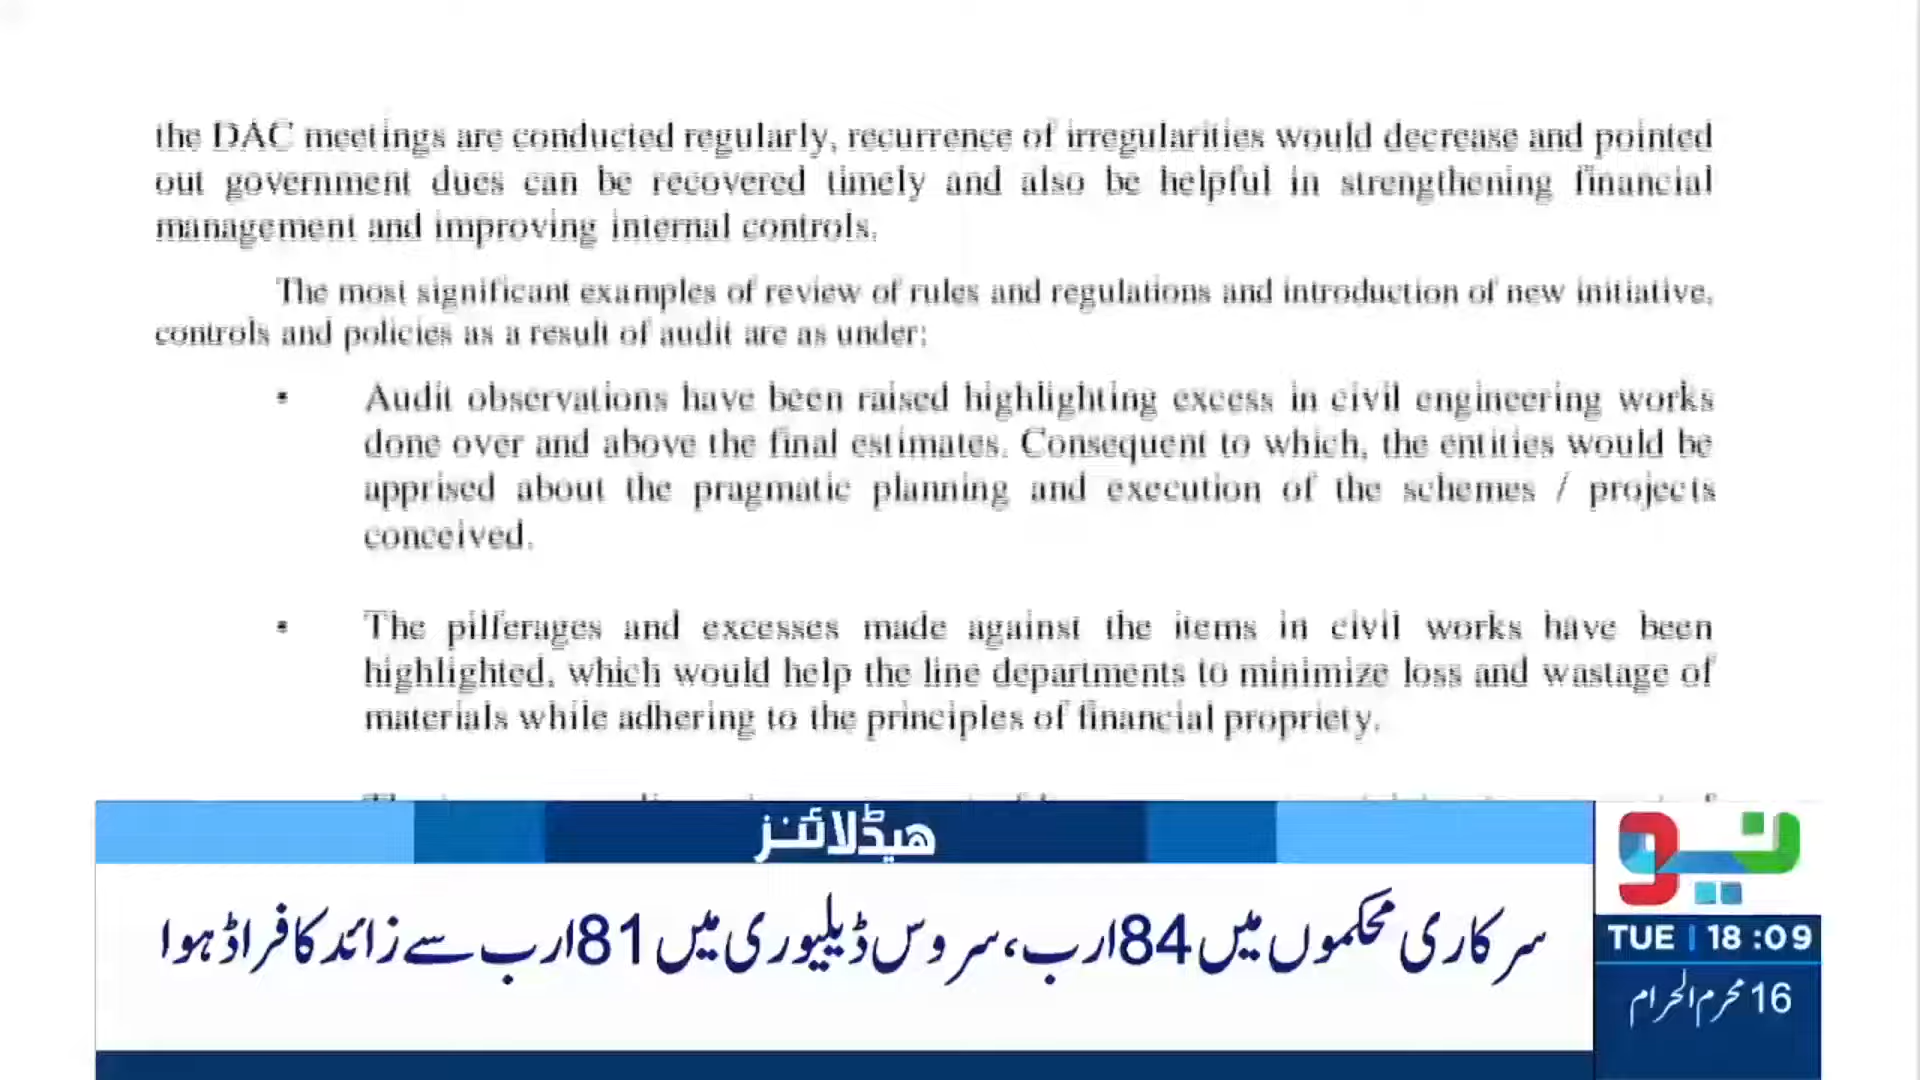 the DAC meetings are conducted regularly, recurrence of irregularities would decrease and pointed
out government dues can be recovered timely and also be helpful in strengthening financial
management and improving internal controls.
The most significant examples of review of rules and regulations and introduction of new initiative,
controls and policies as a result of audit are as under:
• Audit observations have been raised highlighting excess in civil engineering works
done over and above the final estimates. Consequent to which, the entities would be
apprised about the pragmatic planning and execution of the schemes / projects
conceived.
• The pilferages and excesses made against the items in civil works have been
highlighted, which would help the line departments to minimize loss and wastage of
materials while adhering to the principles of financial propriety.
ھیڈلائنز
نیو
سرکاری محکموں میں 84 ارب، سروس ڈیلیوری میں 81 ارب سے زائد کا فراڈ ہوا
TUE | 18:09
16 محرم الحرام